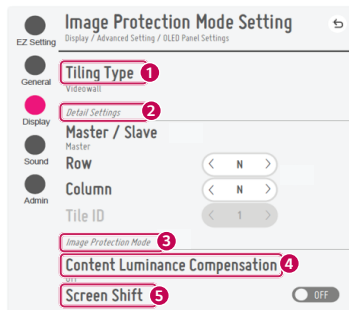 Image Protection Mode Setting
Display / Advanced Setting / OLED Panel Settings
EZ Setting
General
Display
Sound
Admin
Tiling Type 1
Videowall
Detail Settings 2
Master / Slave
Master
Row < N >
Column < N >
Tile ID < 1 >
Image Protection Mode 3
Content Luminance Compensation 4
Off
Screen Shift 5
OFF